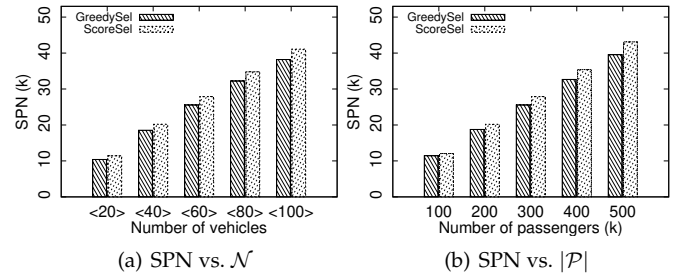 GreedySel
ScoreSel
SPN (k)
50
40
30
20
10
0
<20> <40> <60> <80> <100>
Number of vehicles
(a) SPN vs. 𝒩
GreedySel
ScoreSel
SPN (k)
50
40
30
20
10
0
100 200 300 400 500
Number of passengers (k)
(b) SPN vs. |𝒫|